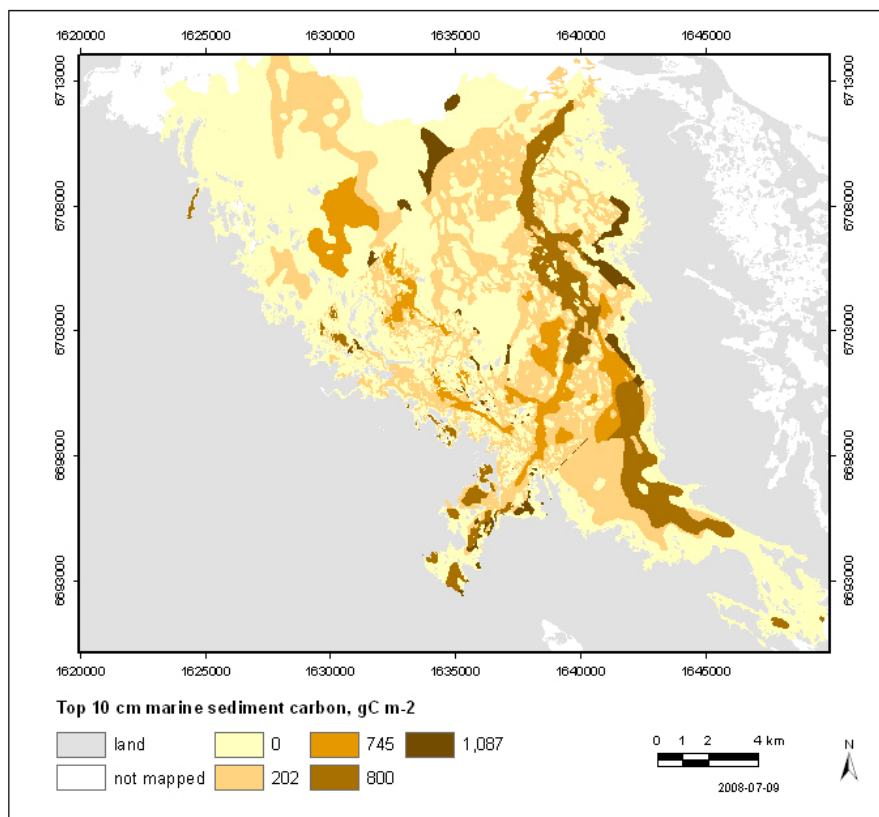 1620000 1625000 1630000 1635000 1640000 1645000
6713000 6713000
6708000 6708000
6703000 6703000
6698000 6698000
6693000 6693000
1620000 1625000 1630000 1635000 1640000 1645000
Top 10 cm marine sediment carbon, gC m-2
land 0 745 1,087
not mapped 202 800
0 1 2 4 km
N
2008-07-09